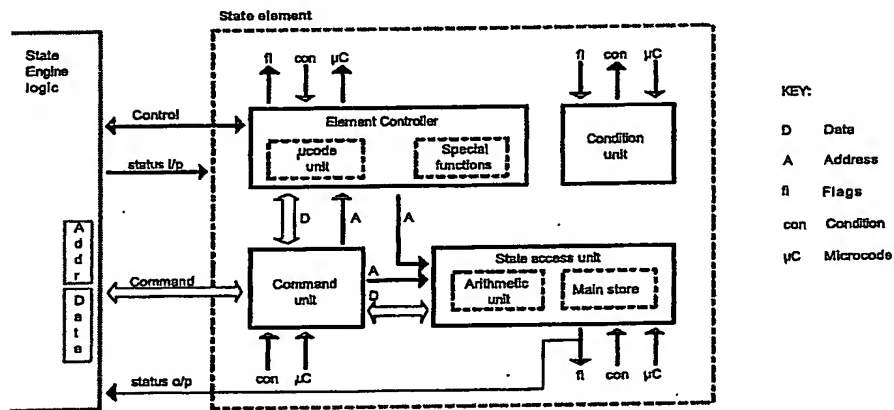 State element
State
Engine
logic
fl
con
µC
fl
con
µC
Control
Element Controller
µcode
unit
Special
functions
Condition
unit
status i/p
D
A
A
Addr
Data
Command
Command
unit
A
D
State access unit
Arithmetic
unit
Main store
con
µC
fl
con
µC
status o/p
KEY:
D Data
A Address
fl Flags
con Condition
µC Microcode